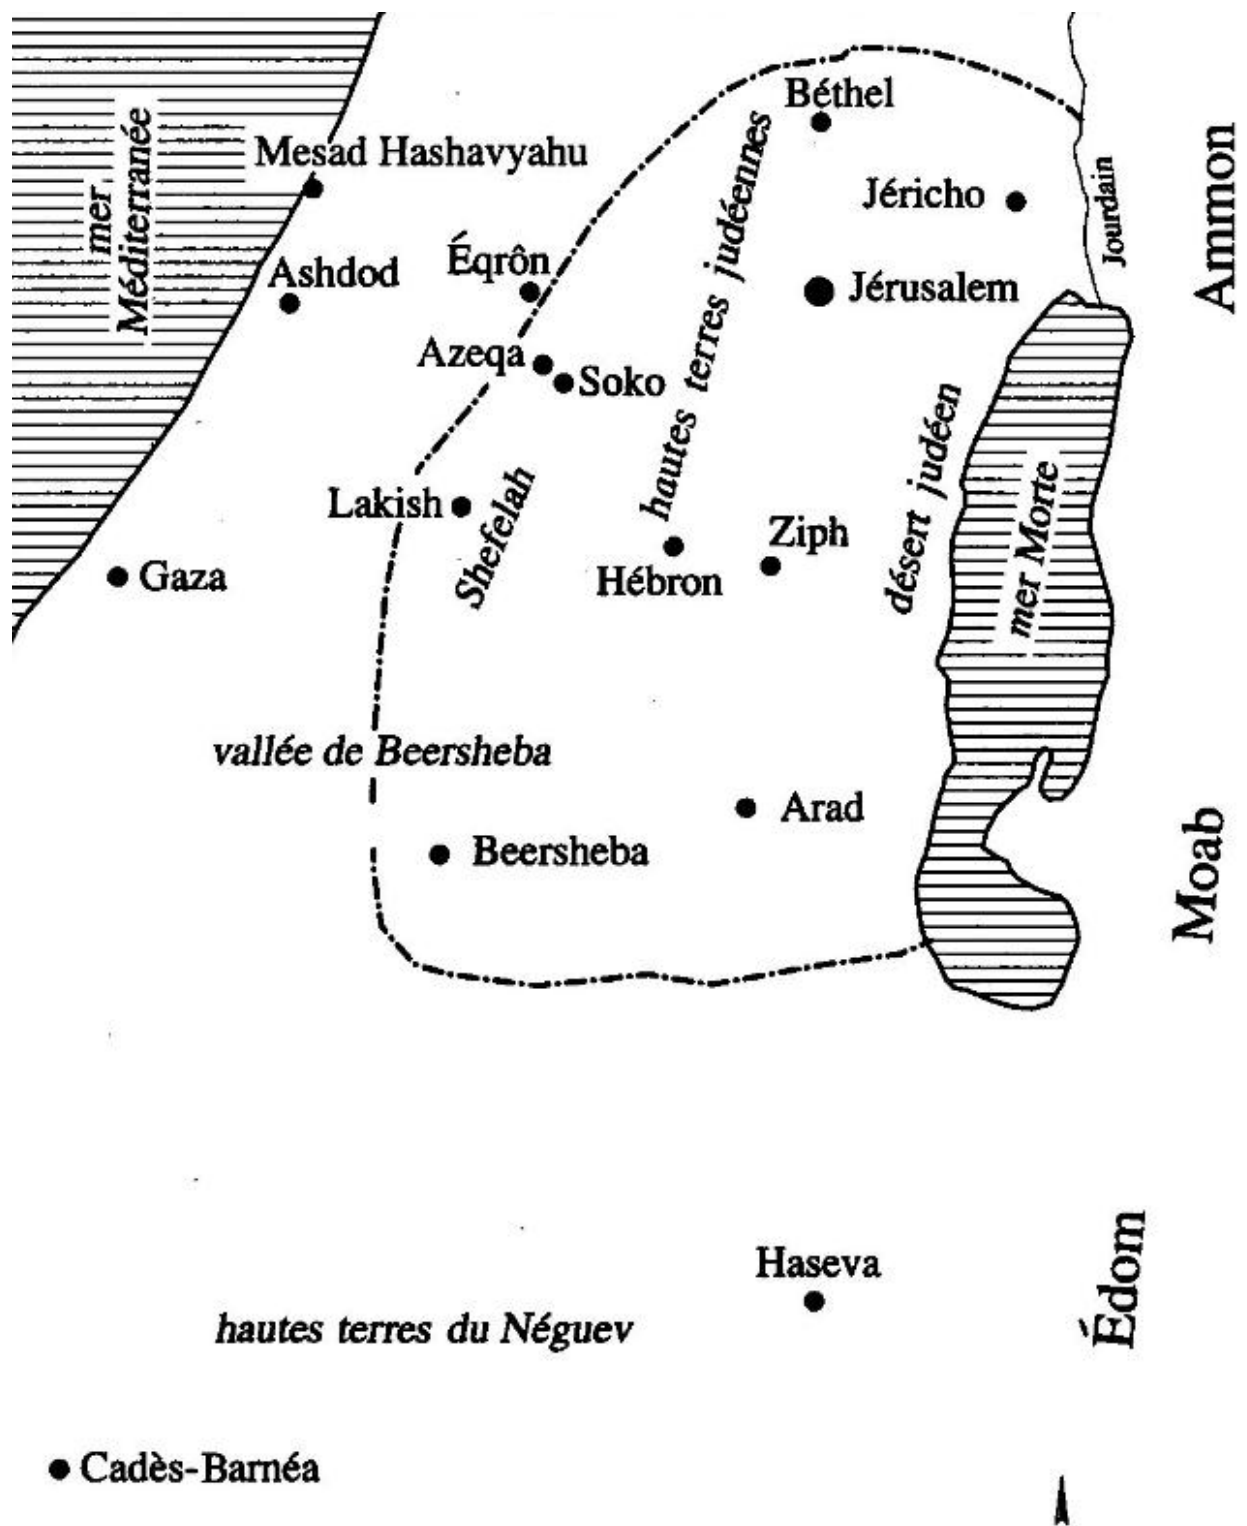 Béthel
mer
Méditerranée
Mesad Hashavyahu
hautes terres judéennes
Jéricho
Jourdain
Ammon
Éqrôn
Ashdod
Jérusalem
Azeqa
Soko
désert judéen
Lakish
Shefelah
mer Morte
Ziph
Gaza
Hébron
vallée de Beersheba
Arad
Beersheba
Moab
Haseva
Édom
hautes terres du Néguev
Cadès-Barnéa